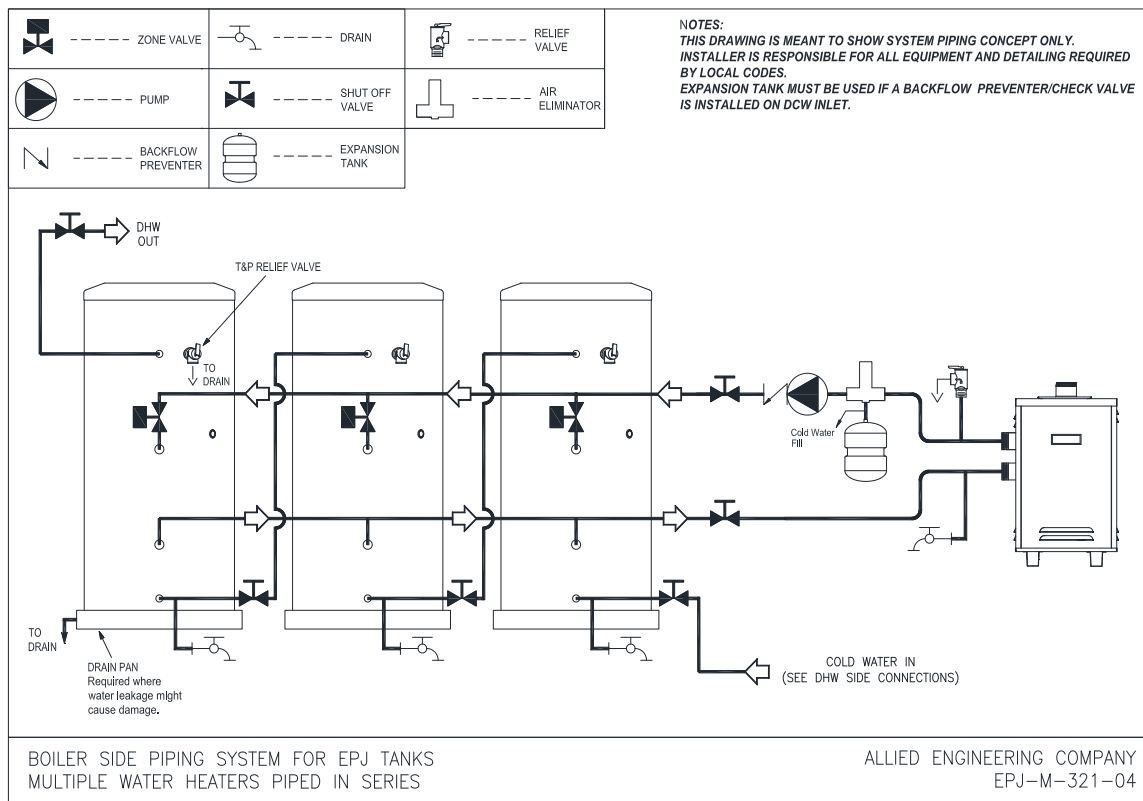 ZONE VALVE
DRAIN
RELIEF
VALVE
PUMP
SHUT OFF
VALVE
AIR
ELIMINATOR
BACKFLOW
PREVENTER
EXPANSION
TANK
NOTES:
THIS DRAWING IS MEANT TO SHOW SYSTEM PIPING CONCEPT ONLY.
INSTALLER IS RESPONSIBLE FOR ALL EQUIPMENT AND DETAILING REQUIRED
BY LOCAL CODES.
EXPANSION TANK MUST BE USED IF A BACKFLOW PREVENTER/CHECK VALVE
IS INSTALLED ON DCW INLET.
DHW
OUT
T&P RELIEF VALVE
TO
DRAIN
Cold Water
Fill
TO
DRAIN
DRAIN PAN
Required where
water leakage might
cause damage.
COLD WATER IN
(SEE DHW SIDE CONNECTIONS)
BOILER SIDE PIPING SYSTEM FOR EPJ TANKS
MULTIPLE WATER HEATERS PIPED IN SERIES
ALLIED ENGINEERING COMPANY
EPJ-M-321-04